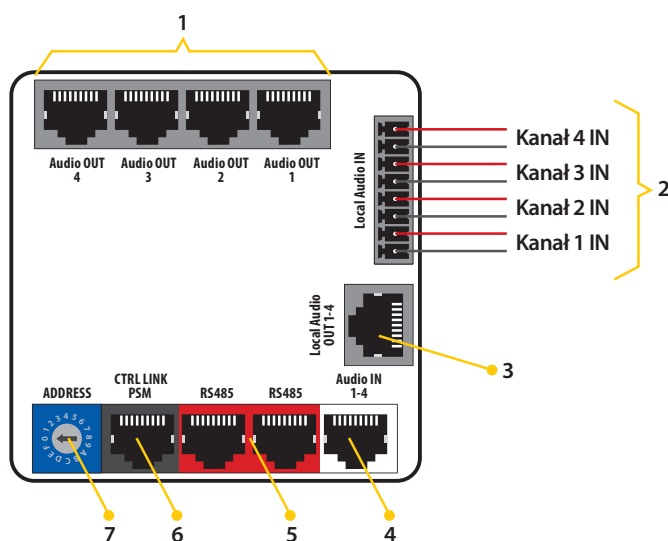 1
Audio OUT 4
Audio OUT 3
Audio OUT 2
Audio OUT 1
Local Audio IN
Kanał 4 IN
Kanał 3 IN
Kanał 2 IN
Kanał 1 IN
2
Local Audio
OUT 1-4
3
ADDRESS
CTRL LINK
PSM
RS485
RS485
Audio IN
1-4
0 1 2 3 4 5 6 7 8 9 A B C D E F
7
6
5
4